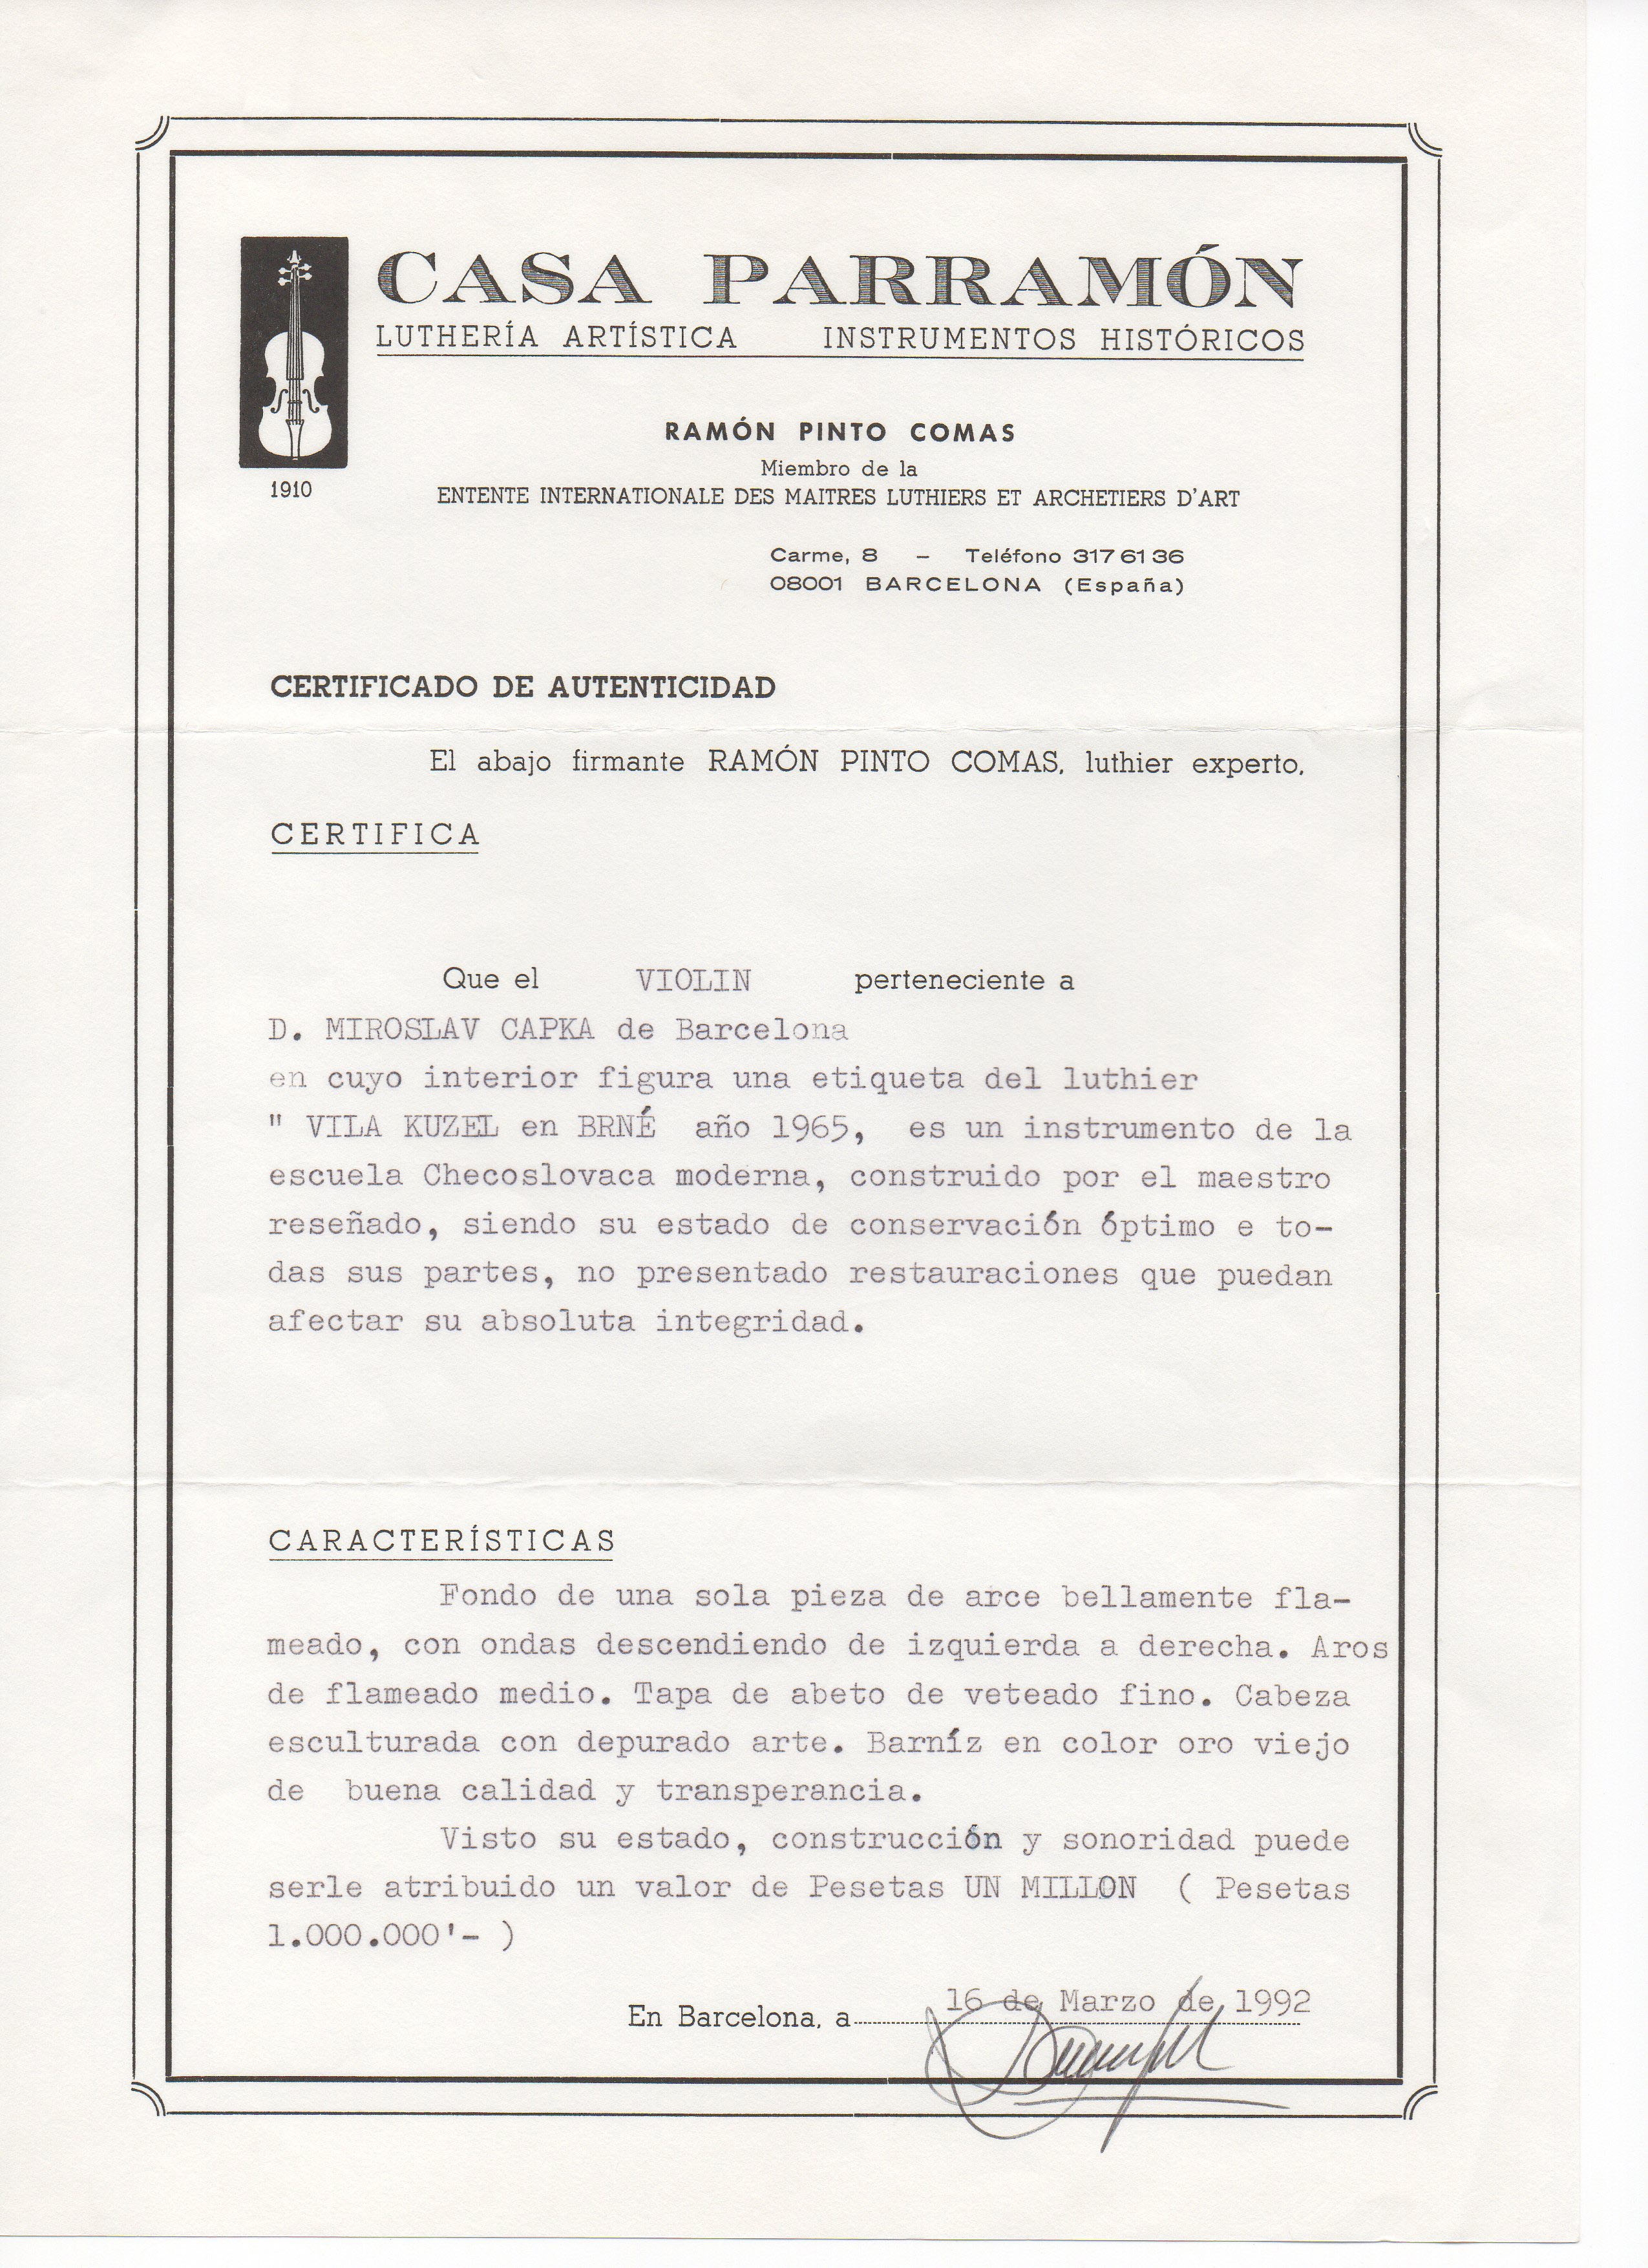 CASA PARRAMÓN
LUTHERÍA ARTÍSTICA INSTRUMENTOS HISTÓRICOS
1910
RAMÓN PINTO COMAS
Miembro de la
ENTENTE INTERNATIONALE DES MAITRES LUTHIERS ET ARCHETIERS D'ART
Carme, 8 - Teléfono 317 61 36
08001 BARCELONA (España)
CERTIFICADO DE AUTENTICIDAD
El abajo firmante RAMÓN PINTO COMAS, luthier experto,
CERTIFICA
Que el VIOLIN perteneciente a
D. MIROSLAV CAPKA de Barcelona
en cuyo interior figura una etiqueta del luthier
" VILA KUZEL en BRNÉ año 1965, es un instrumento de la
escuela Checoslovaca moderna, construido por el maestro
reseñado, siendo su estado de conservación óptimo e to-
das sus partes, no presentado restauraciones que puedan
afectar su absoluta integridad.
CARACTERÍSTICAS
Fondo de una sola pieza de arce bellamente fla-
meado, con ondas descendiendo de izquierda a derecha. Aros
de flameado medio. Tapa de abeto de veteado fino. Cabeza
esculturada con depurado arte. Barníz en color oro viejo
de buena calidad y transperancia.
Visto su estado, construcción y sonoridad puede
serle atribuido un valor de Pesetas UN MILLON ( Pesetas
1.000.000'- )
En Barcelona, a 16 de Marzo de 1992